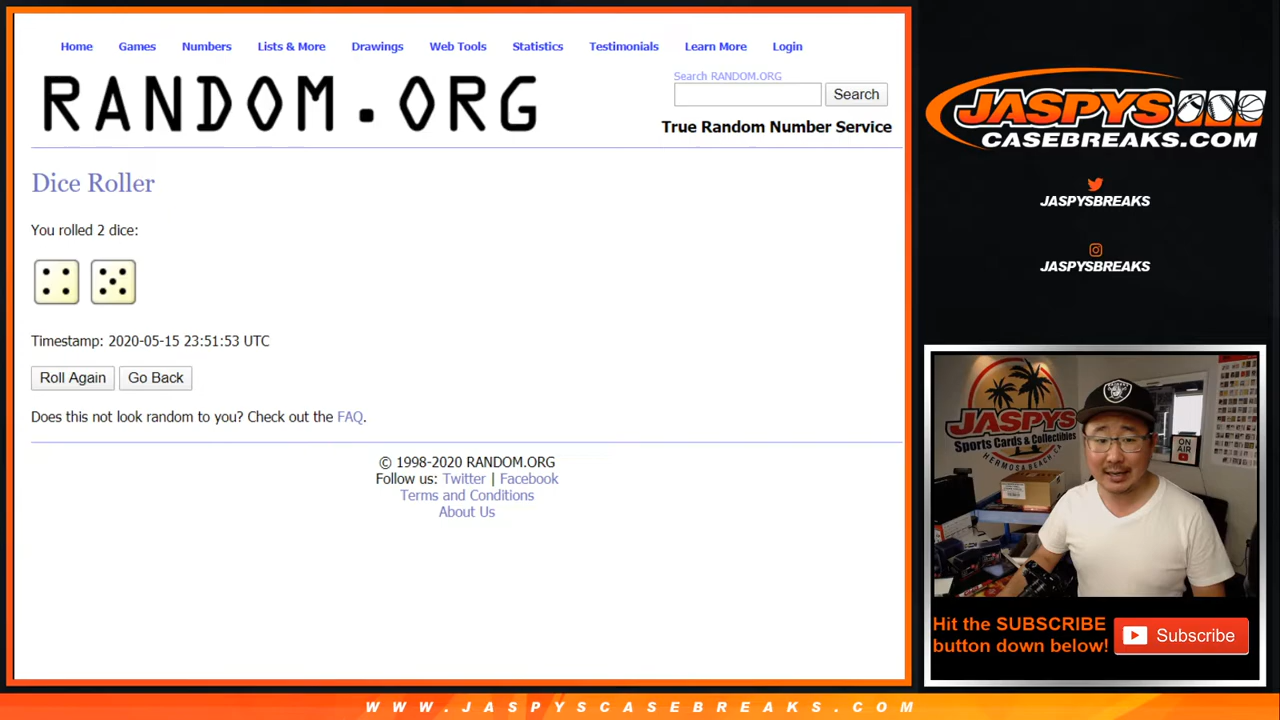 Home Games Numbers Lists & More Drawings Web Tools Statistics Testimonials Learn More Login
RANDOM.ORG
Search RANDOM.ORG
Search
True Random Number Service
Dice Roller
You rolled 2 dice:
Timestamp: 2020-05-15 23:51:53 UTC
Roll Again Go Back
Does this not look random to you? Check out the FAQ.
© 1998-2020 RANDOM.ORG
Follow us: Twitter | Facebook
Terms and Conditions
About Us
JASPYS
CASEBREAKS.COM
JASPYSBREAKS
JASPYSBREAKS
JASPYS
Sports Cards & Collectibles
HERMOSA BEACH, CA
RAIDERS
ON AIR
Hit the SUBSCRIBE
button down below!
Subscribe
WWW.JASPYSCASEBREAKS.COM